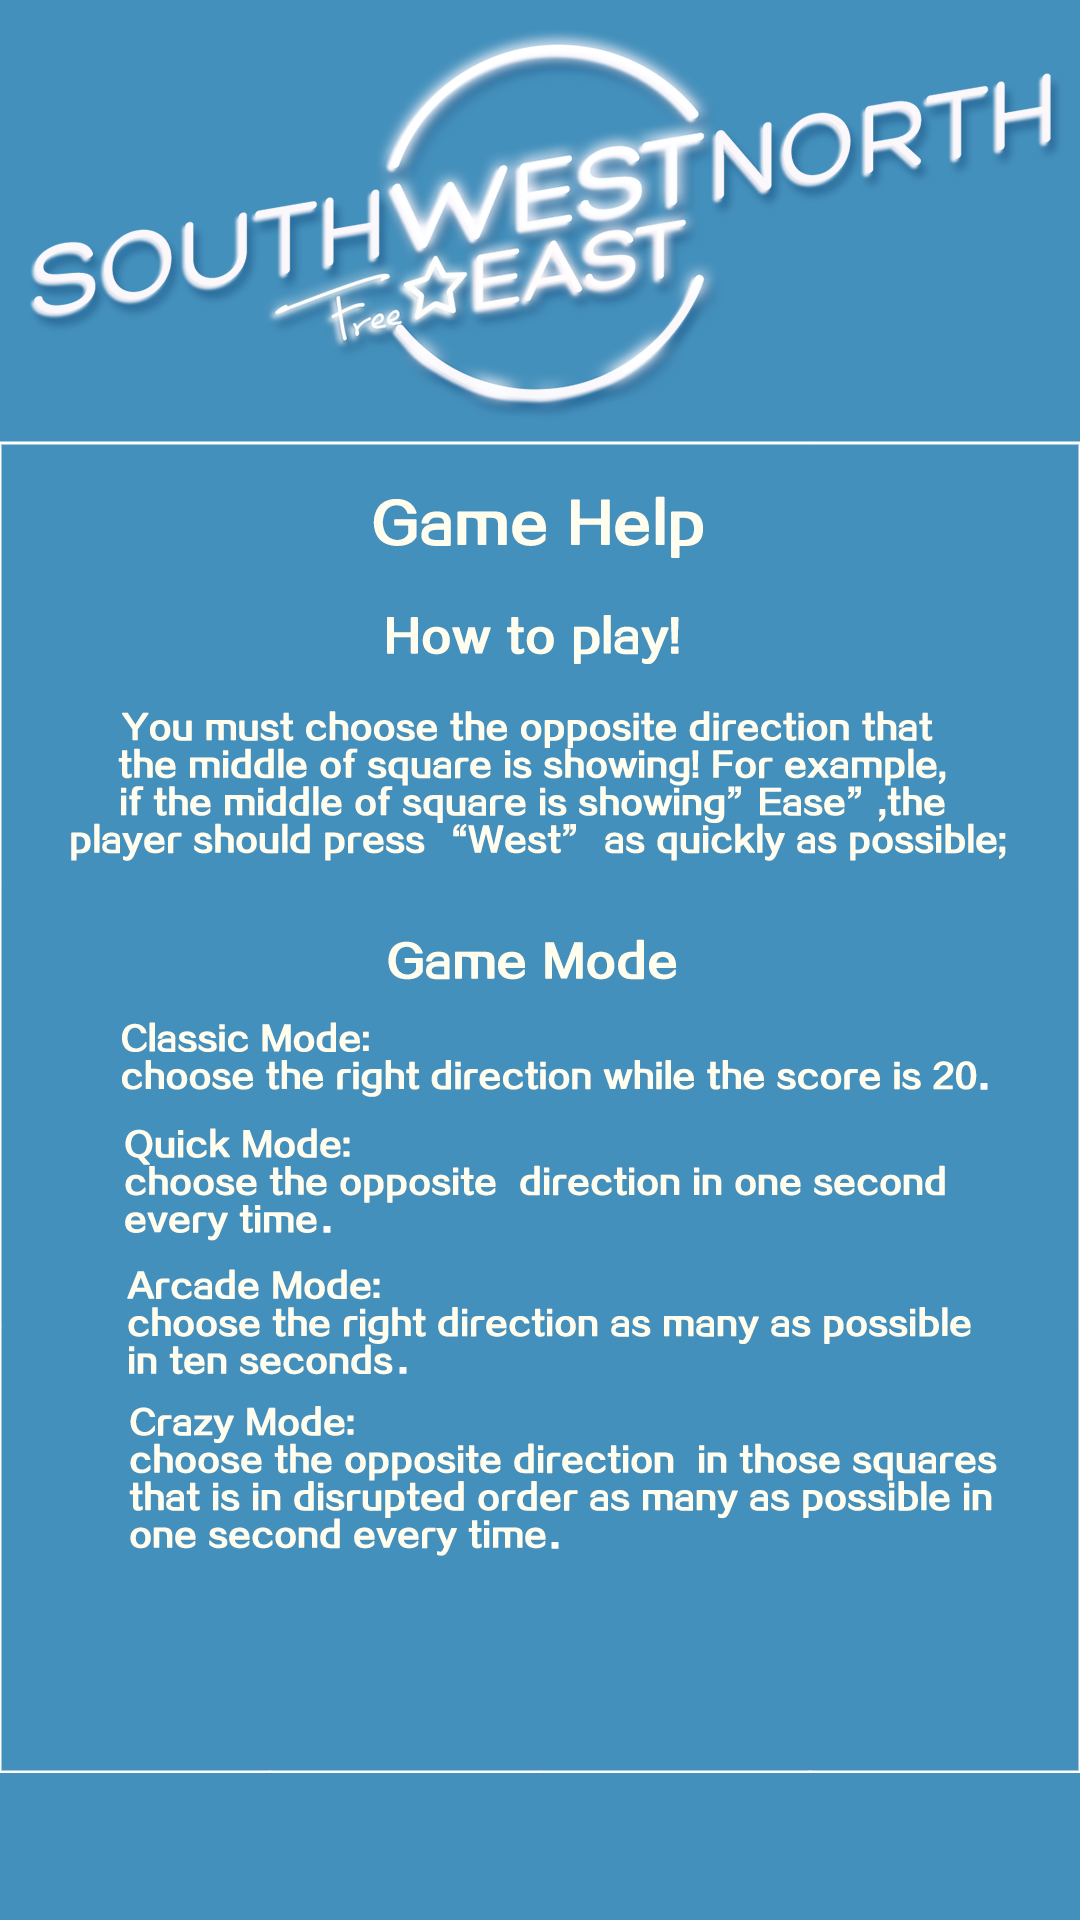 SOUTHWESTNORTH
Free EAST
Game Help
How to play!
You must choose the opposite direction that
the middle of square is showing! For example,
if the middle of square is showing” Ease” ,the
player should press “West” as quickly as possible;
Game Mode
Classic Mode:
choose the right direction while the score is 20.
Quick Mode:
choose the opposite direction in one second
every time.
Arcade Mode:
choose the right direction as many as possible
in ten seconds.
Crazy Mode:
choose the opposite direction in those squares
that is in disrupted order as many as possible in
one second every time.